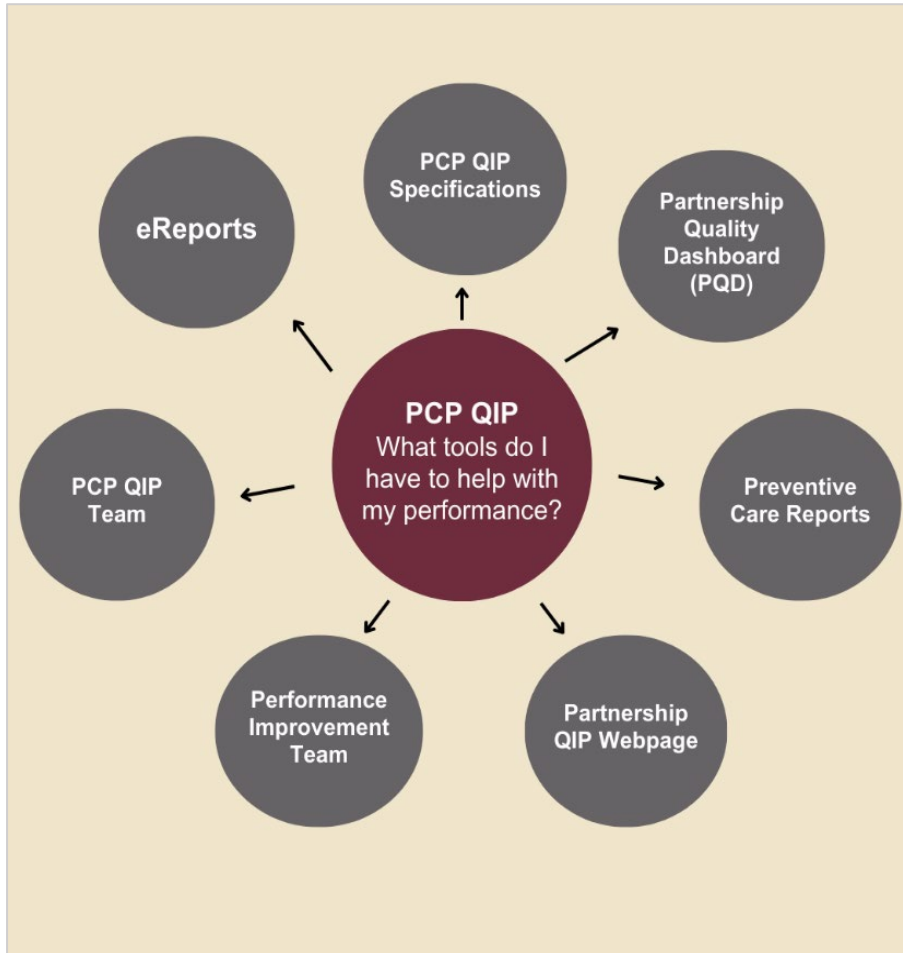 PCP QIP
Specifications
eReports
Partnership
Quality
Dashboard
(PQD)
PCP QIP
What tools do I
have to help with
my performance?
PCP QIP
Team
Preventive
Care Reports
Performance
Improvement
Team
Partnership
QIP Webpage